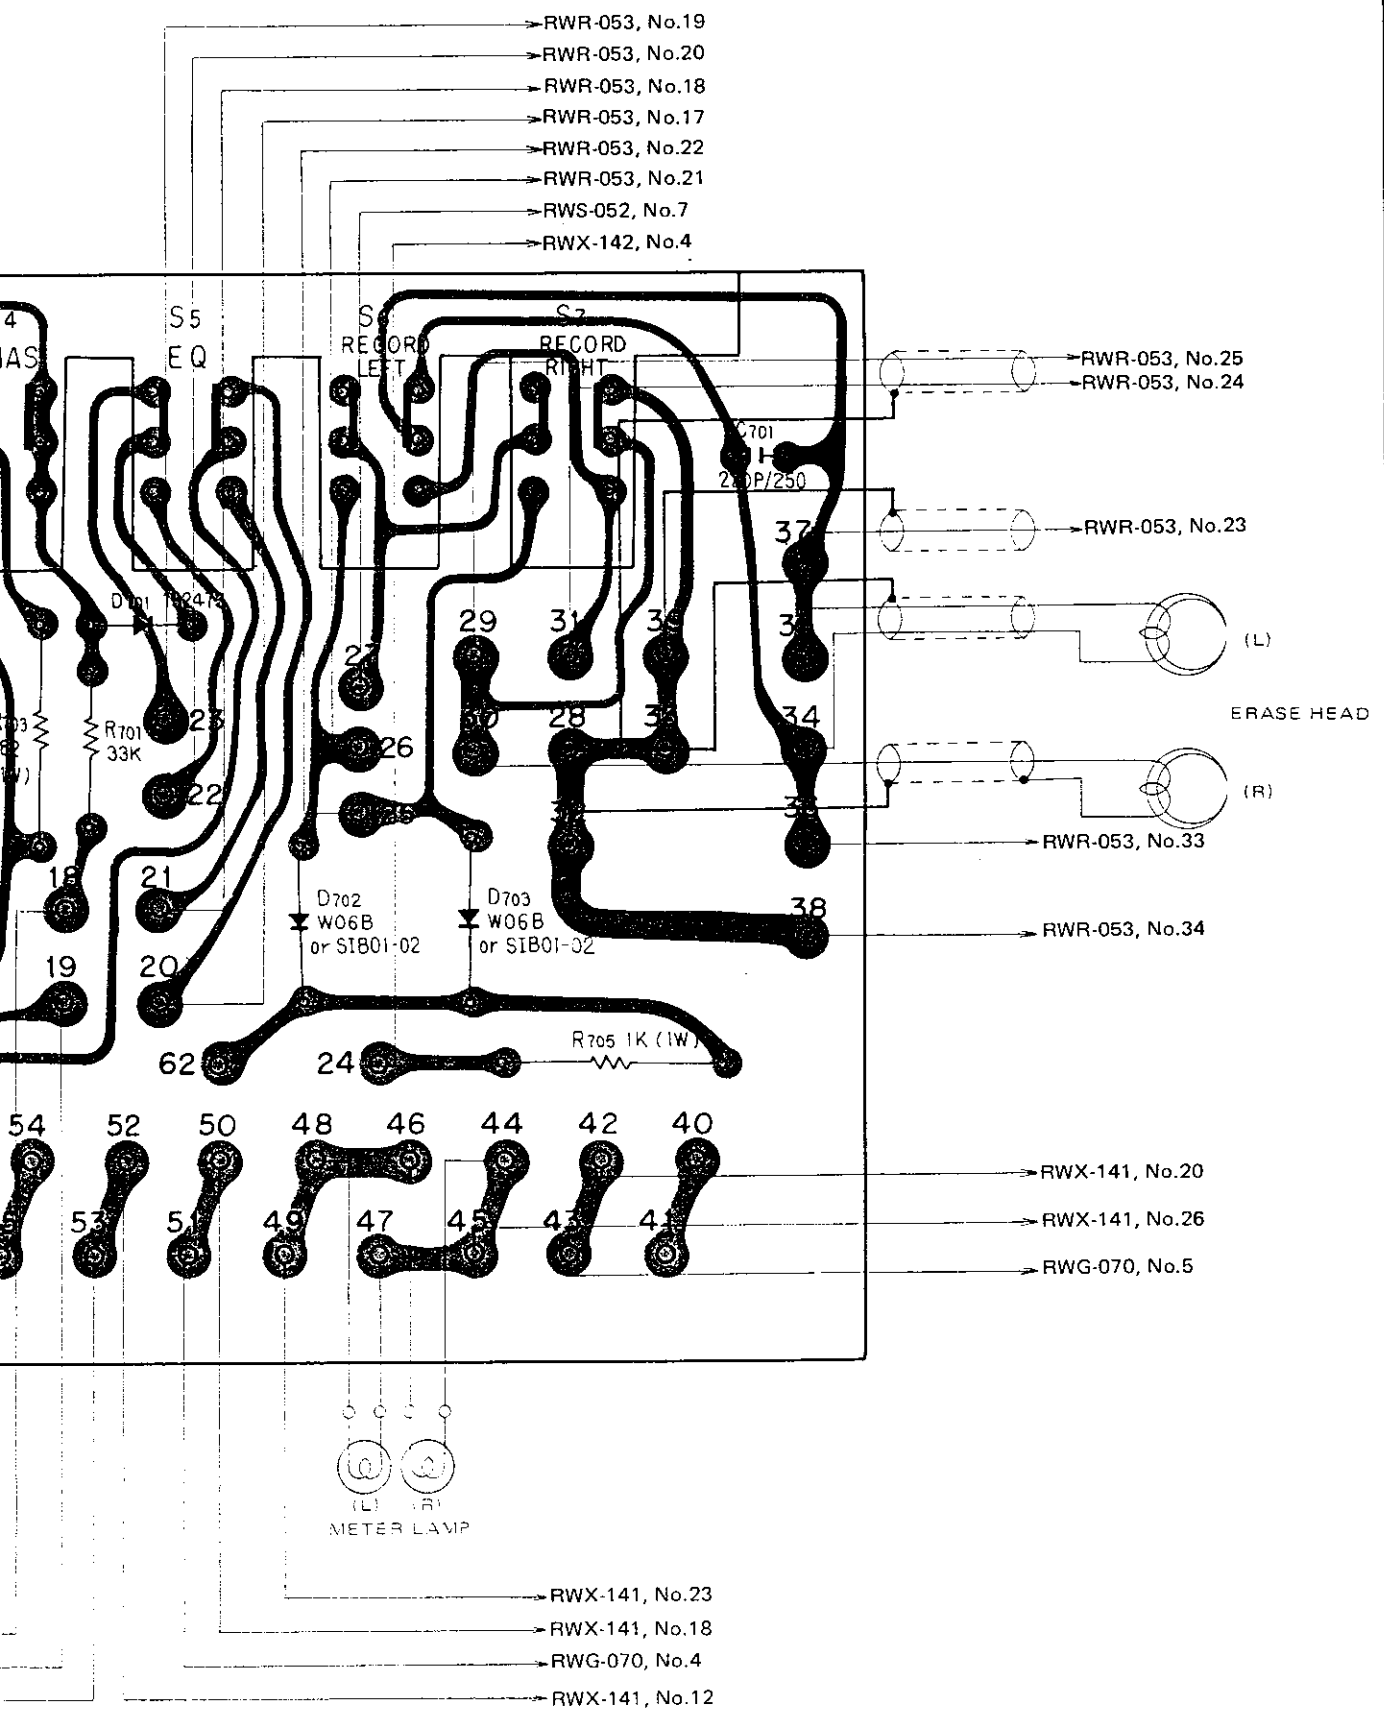 RWR-053, No.19
RWR-053, No.20
RWR-053, No.18
RWR-053, No.17
RWR-053, No.22
RWR-053, No.21
RWS-052, No.7
RWX-142, No.4
4
S5
S7
EQ
RECORD
LEFT
RECORD
RIGHT
RWR-053, No.25
RWR-053, No.24
C701
220P/250
37
RWR-053, No.23
D701
29
31
(L)
27
ERASE HEAD
23
R701
33K
30
28
35
34
26
22
(R)
RWR-053, No.33
18
21
D702
W06B
or SIB01-02
D703
W06B
or SIB01-02
38
RWR-053, No.34
19
20
R705 1K (1W)
62
24
54
52
50
48
46
44
42
40
RWX-141, No.20
53
51
49
47
45
43
41
RWX-141, No.26
RWG-070, No.5
(L)
(R)
METER LAMP
RWX-141, No.23
RWX-141, No.18
RWG-070, No.4
RWX-141, No.12